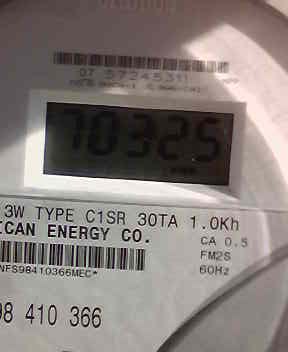 07 57245311
70325
3W TYPE C1SR 30TA 1.0Kh
ICAN ENERGY CO.
CA 0.5
FM2S
60Hz
NFS98410366MEC*
98 410 366